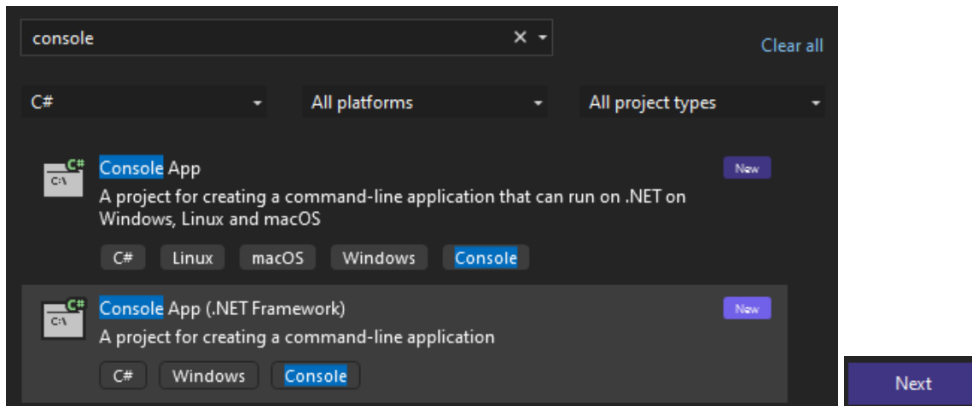 console
Clear all
C#
All platforms
All project types
C#
C:\
Console App
New
A project for creating a command-line application that can run on .NET on
Windows, Linux and macOS
C# Linux macOS Windows Console
C#
C:\
Console App (.NET Framework)
New
A project for creating a command-line application
C# Windows Console
Next